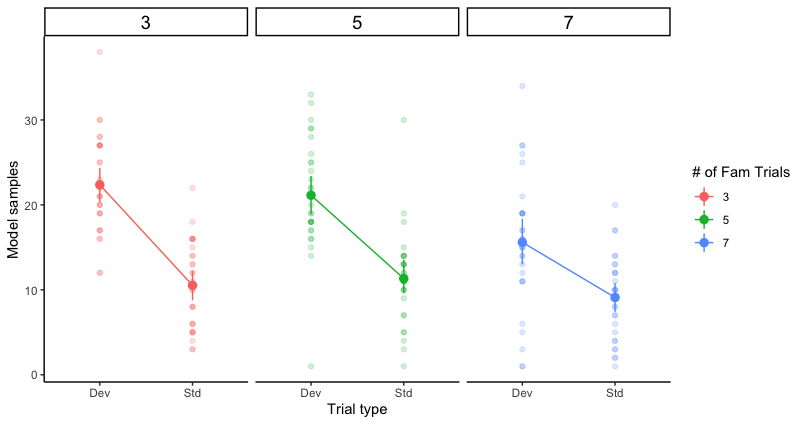 3 5 7
Model samples
30
20
10
0
Dev Std Dev Std Dev Std
Trial type
# of Fam Trials
3
5
7